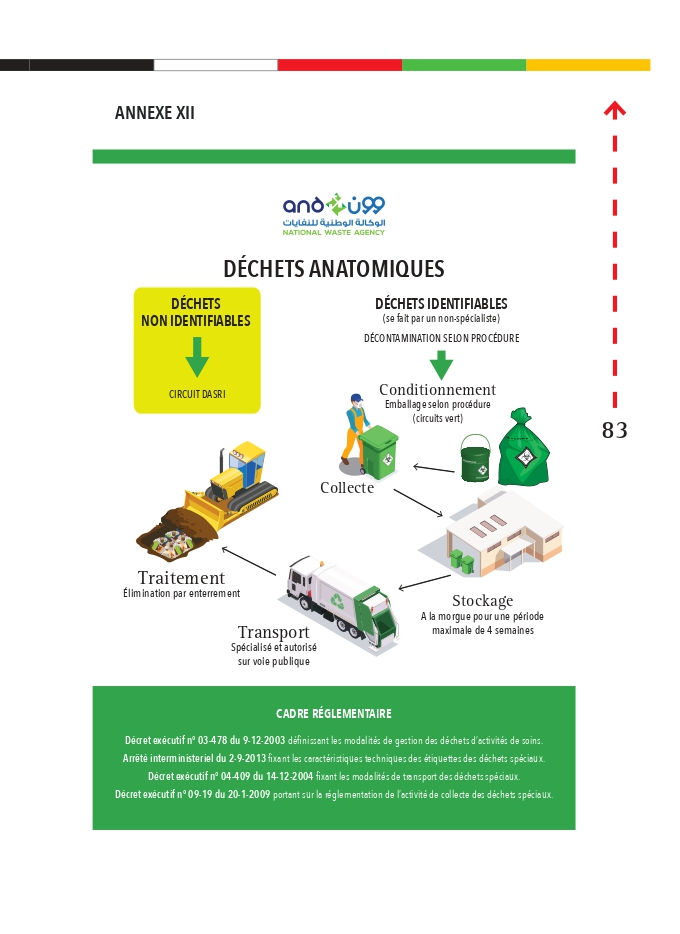 ANNEXE XII
and ون
الوكالة الوطنية للنفايات
NATIONAL WASTE AGENCY
DÉCHETS ANATOMIQUES
DÉCHETS
NON IDENTIFIABLES
CIRCUIT DASRI
DÉCHETS IDENTIFIABLES
(se fait par un non-spécialiste)
DÉCONTAMINATION SELON PROCÉDURE
Conditionnement
Emballage selon procédure
(circuits vert)
83
Collecte
Traitement
Élimination par enterrement
Stockage
A la morgue pour une période
maximale de 4 semaines
Transport
Spécialisé et autorisé
sur voie publique
CADRE RÉGLEMENTAIRE
Décret exécutif n° 03-478 du 9-12-2003 définissant les modalités de gestion des déchets d'activités de soins.
Arrêté interministeriel du 2-9-2013 fixant les caractéristiques techniques des étiquettes des déchets spéciaux.
Décret exécutif n° 04-409 du 14-12-2004 fixant les modalités de transport des déchets spéciaux.
Décret exécutif n° 09-19 du 20-1-2009 portant sur la réglementation de l'activité de collecte des déchets spéciaux.